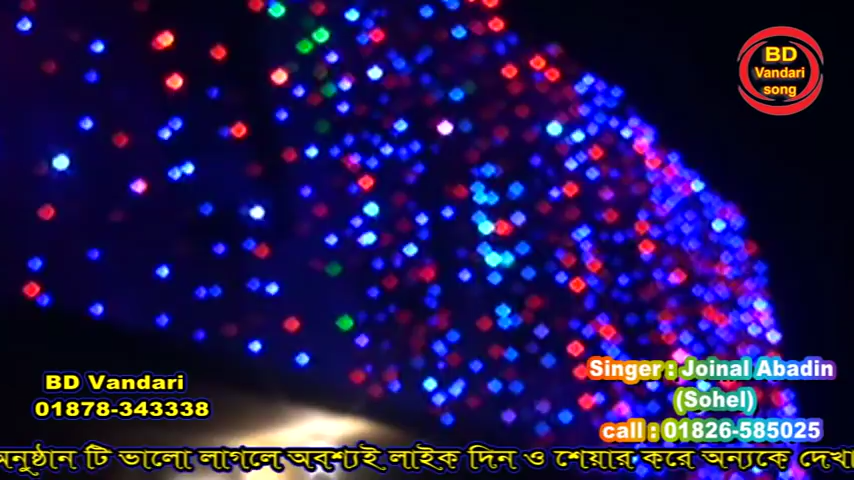 BD
Vandari
song
BD Vandari
01878-343338
Singer : Joinal Abadin
(Sohel)
call : 01826-585025
অনুষ্ঠান টি ভালো লাগলে অবশ্যই লাইক দিন ও শেয়ার করে অন্যকে দেখা